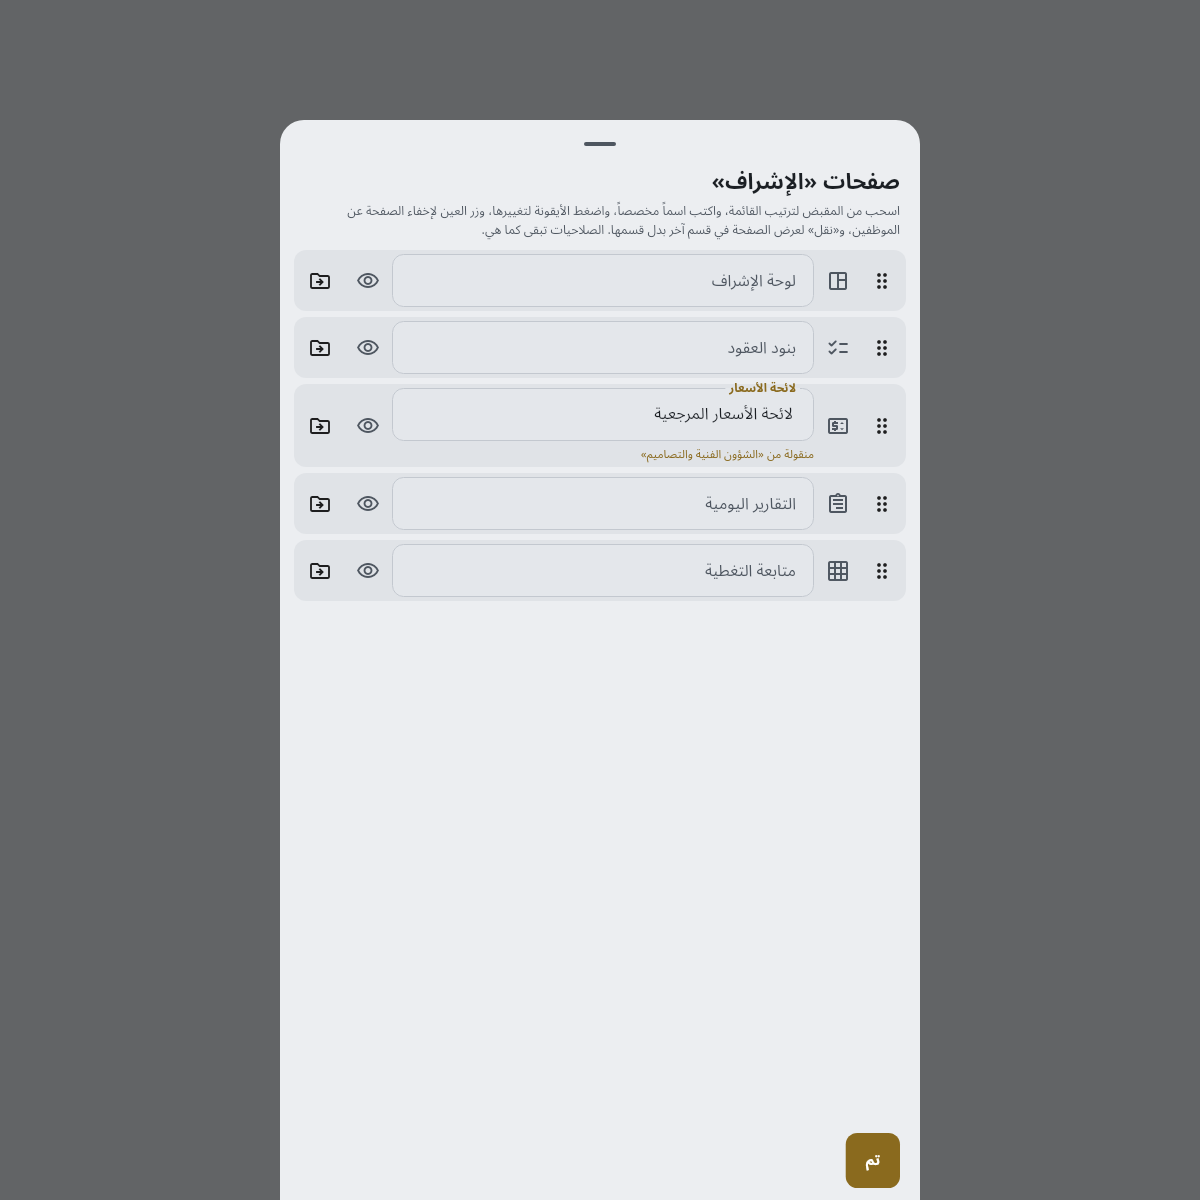 صفحات «الإشراف»
اسحب من المقبض لترتيب القائمة، واكتب اسماً مخصصاً، واضغط الأيقونة لتغييرها، وزر العين لإخفاء الصفحة عن
الموظفين، و«نقل» لعرض الصفحة في قسم آخر بدل قسمها. الصلاحيات تبقى كما هي.
لوحة الإشراف
بنود العقود
لائحة الأسعار
لائحة الأسعار المرجعية
منقولة من «الشؤون الفنية والتصاميم»
التقارير اليومية
متابعة التغطية
تم